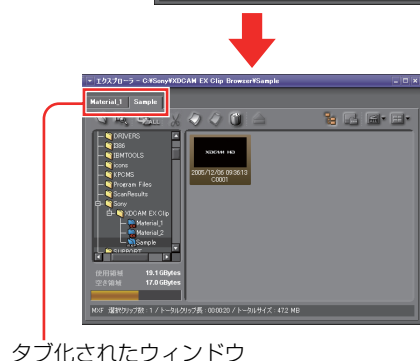 エクスプローラ - C:¥Sony¥XDCAM EX Clip Browzer¥Sample
Material_1 Sample
DRIVERS
I386
IBMTOOLS
icons
KPCMS
Program Files
ScanResults
Sony
XDCAM EX Clip
Material_1
Material_2
Sample
SUPPORT
XDCAM HD
2005/12/06 09:36:13
C0001
使用領域 19.1 GBytes
空き領域 17.0 GBytes
MXF 選択クリップ数 : 1 / トータルクリップ長 : 00:00:20 / トータルサイズ : 47.2 MB
タブ化されたウィンドウ